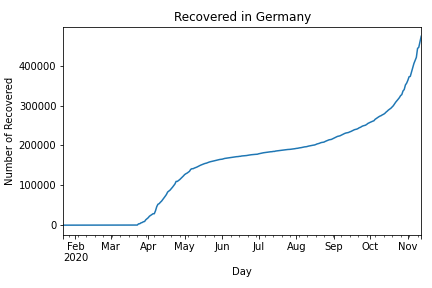 Recovered in Germany
Number of Recovered
400000
300000
200000
100000
0
Feb Mar Apr May Jun Jul Aug Sep Oct Nov
2020
Day